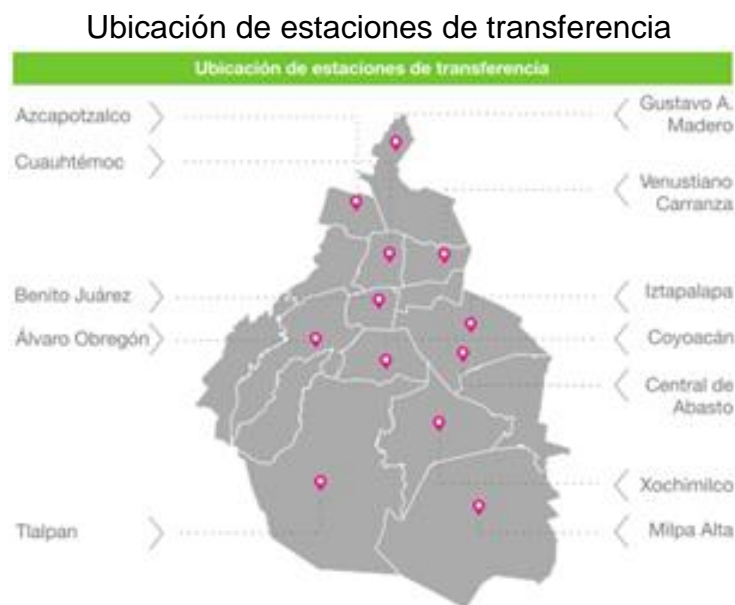 Ubicación de estaciones de transferencia
Ubicación de estaciones de transferencia
Azcapotzalco
Cuauhtémoc
Benito Juárez
Álvaro Obregón
Tlalpan
Gustavo A.
Madero
Venustiano
Carranza
Iztapalapa
Coyoacán
Central de
Abasto
Xochimilco
Milpa Alta